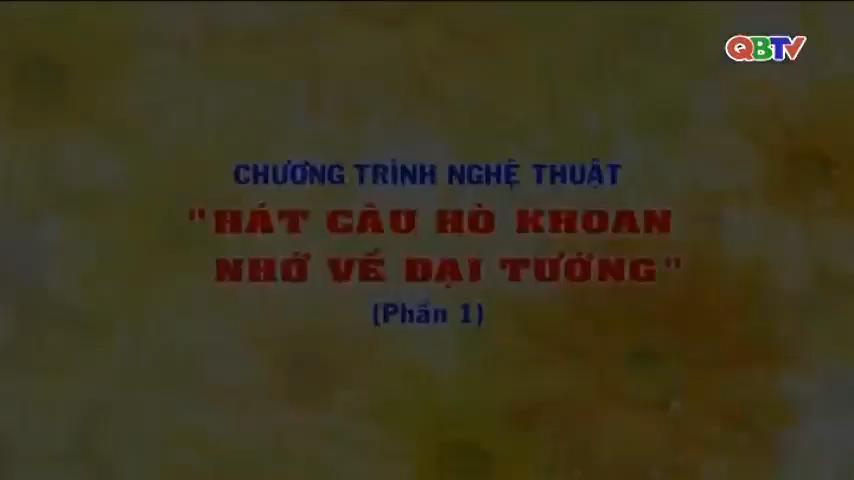 QBTV
CHƯƠNG TRÌNH NGHỆ THUẬT
"HÁT CÂU HÒ KHOAN
NHỚ VỀ ĐẠI TƯỚNG"
(Phần 1)